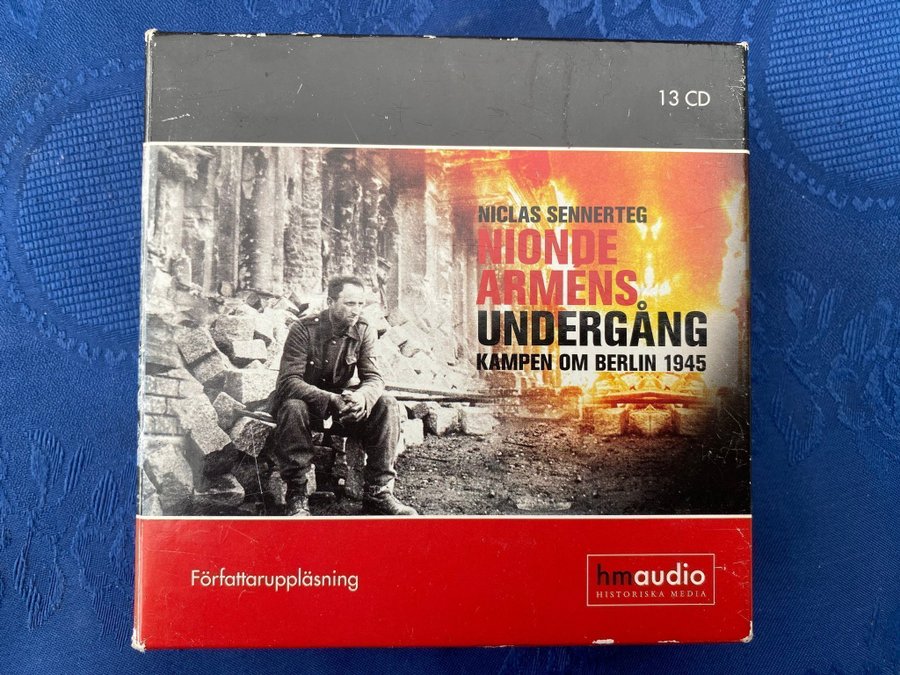 13 CD
NICLAS SENNERTEG
NIONDE
ARMÉNS
UNDERGÅNG
KAMPEN OM BERLIN 1945
Författaruppläsning
hmaudio
HISTORISKA MEDIA